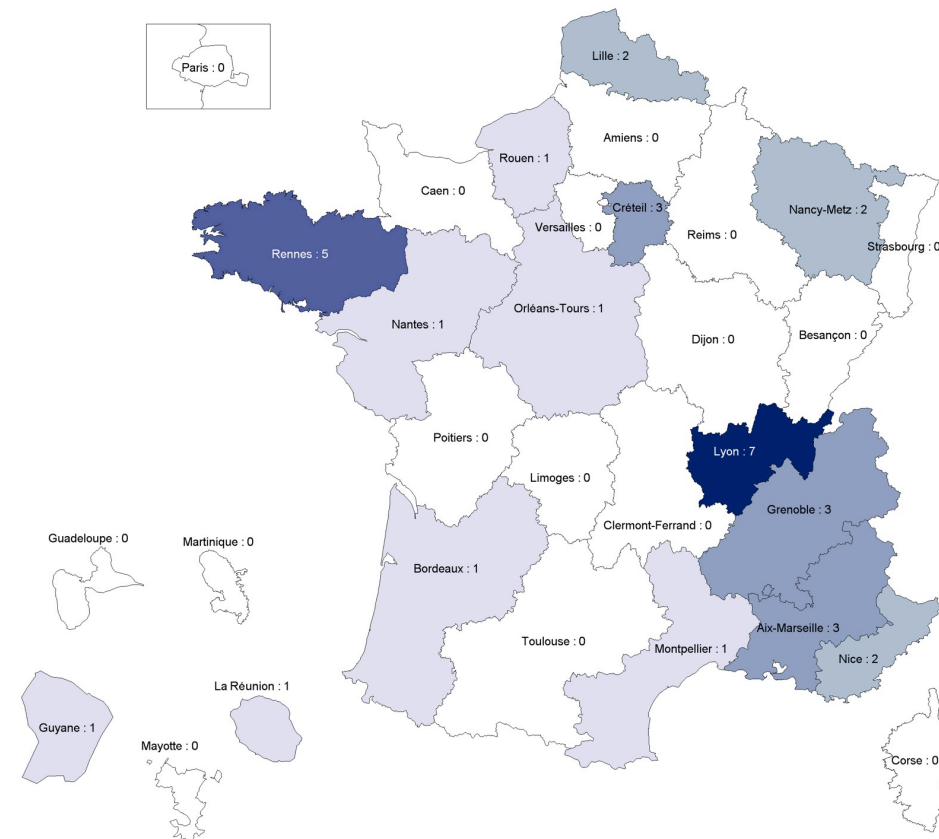 Lille : 2
Paris : 0
Amiens : 0
Rouen : 1
Caen : 0
Créteil : 3
Nancy-Metz : 2
Versailles : 0
Reims : 0
Strasbourg : 0
Rennes : 5
Orléans-Tours : 1
Nantes : 1
Dijon : 0
Besançon : 0
Poitiers : 0
Lyon : 7
Limoges : 0
Grenoble : 3
Clermont-Ferrand : 0
Guadeloupe : 0
Martinique : 0
Bordeaux : 1
Aix-Marseille : 3
Toulouse : 0
Montpellier : 1
Nice : 2
La Réunion : 1
Guyane : 1
Mayotte : 0
Corse : 0